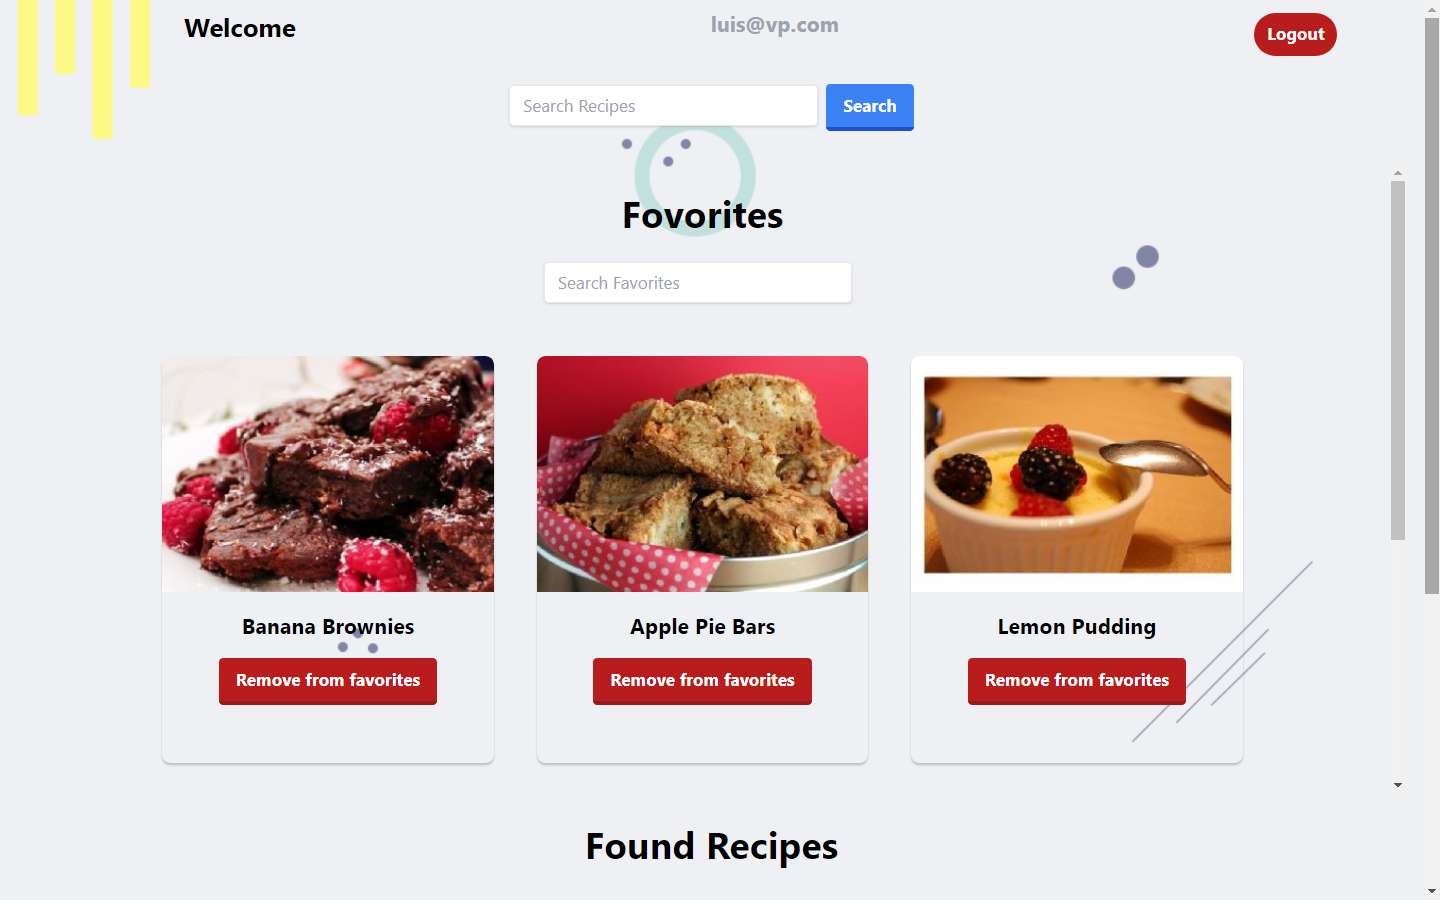 Welcome
luis@vp.com
Logout
Search Recipes
Search
Fovorites
Search Favorites
Banana Brownies
Apple Pie Bars
Lemon Pudding
Remove from favorites
Remove from favorites
Remove from favorites
Found Recipes